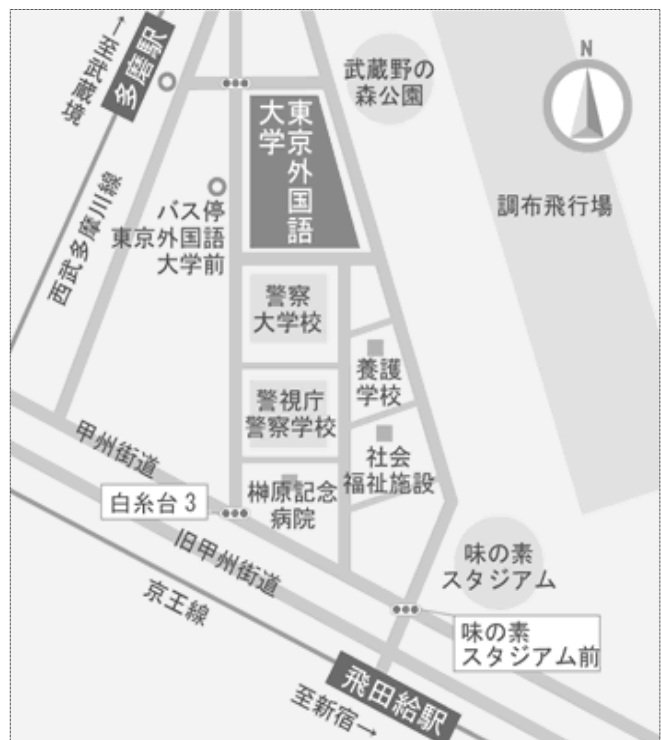 ←至武蔵境
多磨駅
西武多摩川線
武蔵野の
森公園
N
東京外国語
大学
調布飛行場
バス停
東京外国語
大学前
警察
大学校
養護
学校
警視庁
警察学校
社会
福祉施設
甲州街道
白糸台3
榊原記念
病院
旧甲州街道
味の素
スタジアム
京王線
味の素
スタジアム前
飛田給駅
至新宿→